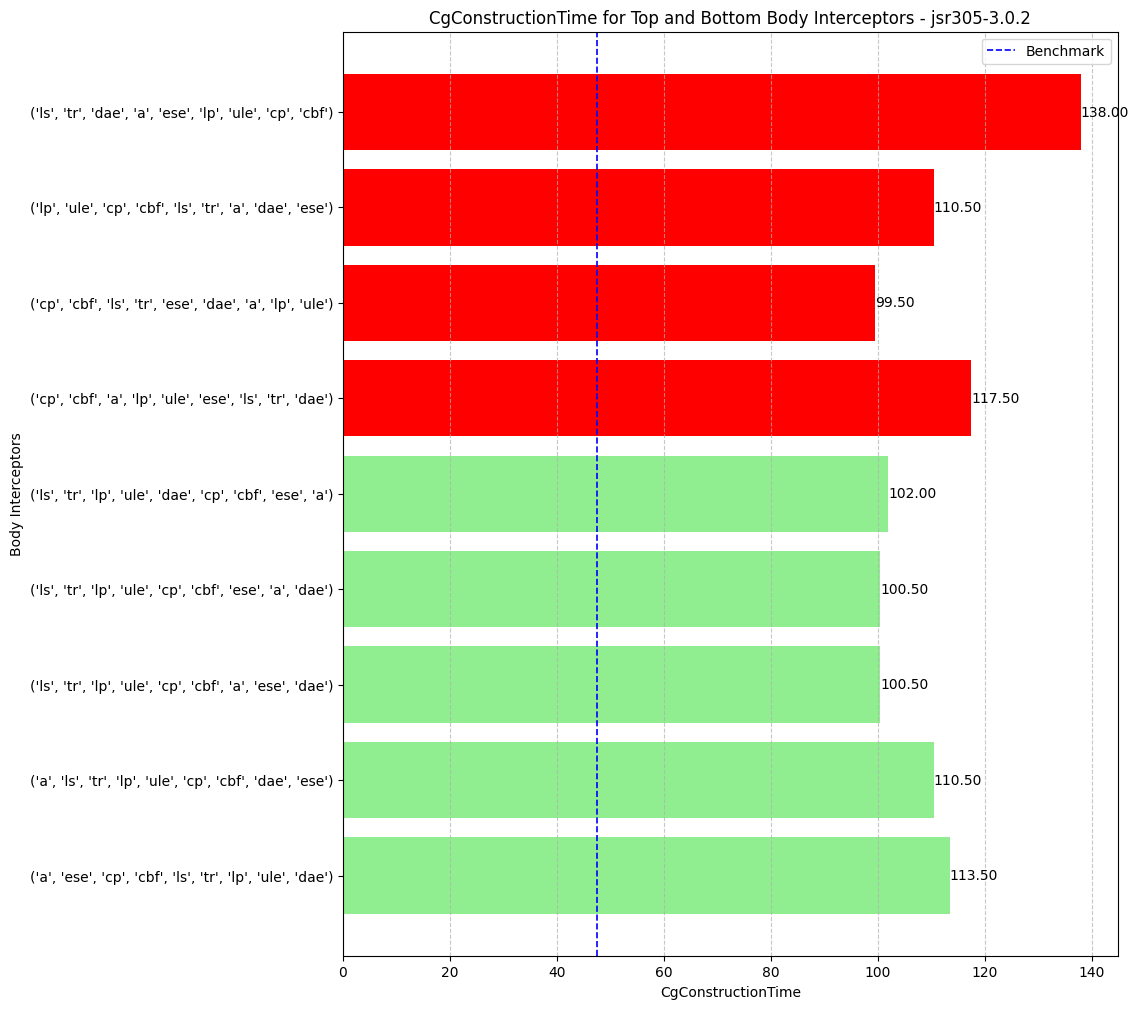 CgConstructionTime for Top and Bottom Body Interceptors - jsr305-3.0.2
Benchmark
('ls', 'tr', 'dae', 'a', 'ese', 'lp', 'ule', 'cp', 'cbf')
138.00
('lp', 'ule', 'cp', 'cbf', 'ls', 'tr', 'a', 'dae', 'ese')
110.50
('cp', 'cbf', 'ls', 'tr', 'ese', 'dae', 'a', 'lp', 'ule')
99.50
('cp', 'cbf', 'a', 'lp', 'ule', 'ese', 'ls', 'tr', 'dae')
117.50
('ls', 'tr', 'lp', 'ule', 'dae', 'cp', 'cbf', 'ese', 'a')
102.00
('ls', 'tr', 'lp', 'ule', 'cp', 'cbf', 'ese', 'a', 'dae')
100.50
('ls', 'tr', 'lp', 'ule', 'cp', 'cbf', 'a', 'ese', 'dae')
100.50
('a', 'ls', 'tr', 'lp', 'ule', 'cp', 'cbf', 'dae', 'ese')
110.50
('a', 'ese', 'cp', 'cbf', 'ls', 'tr', 'lp', 'ule', 'dae')
113.50
Body Interceptors
0 20 40 60 80 100 120 140
CgConstructionTime